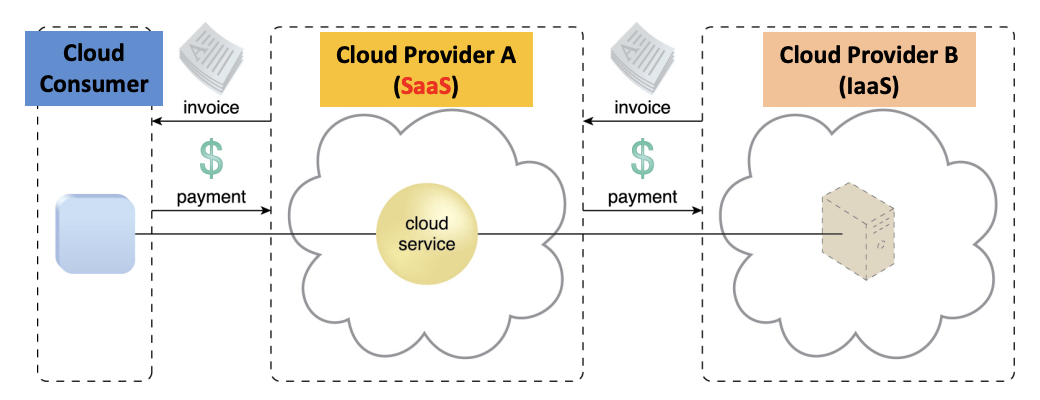 Cloud
Consumer
invoice
$
payment
Cloud Provider A
(SaaS)
cloud
service
invoice
$
payment
Cloud Provider B
(IaaS)